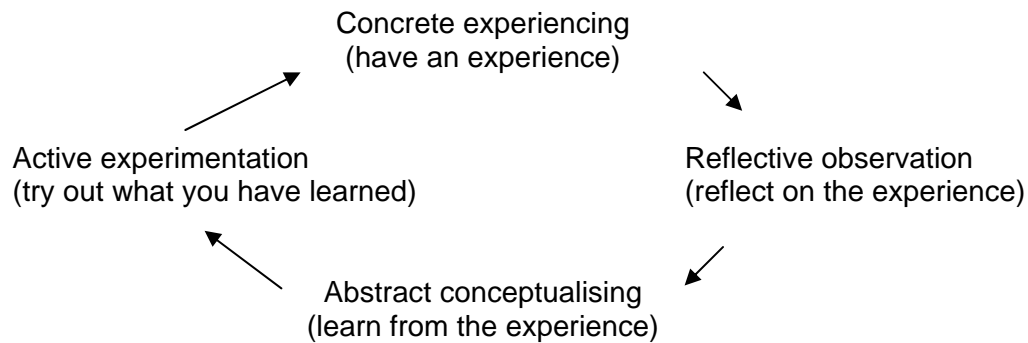 Concrete experiencing
(have an experience)
Active experimentation
(try out what you have learned)
Reflective observation
(reflect on the experience)
Abstract conceptualising
(learn from the experience)